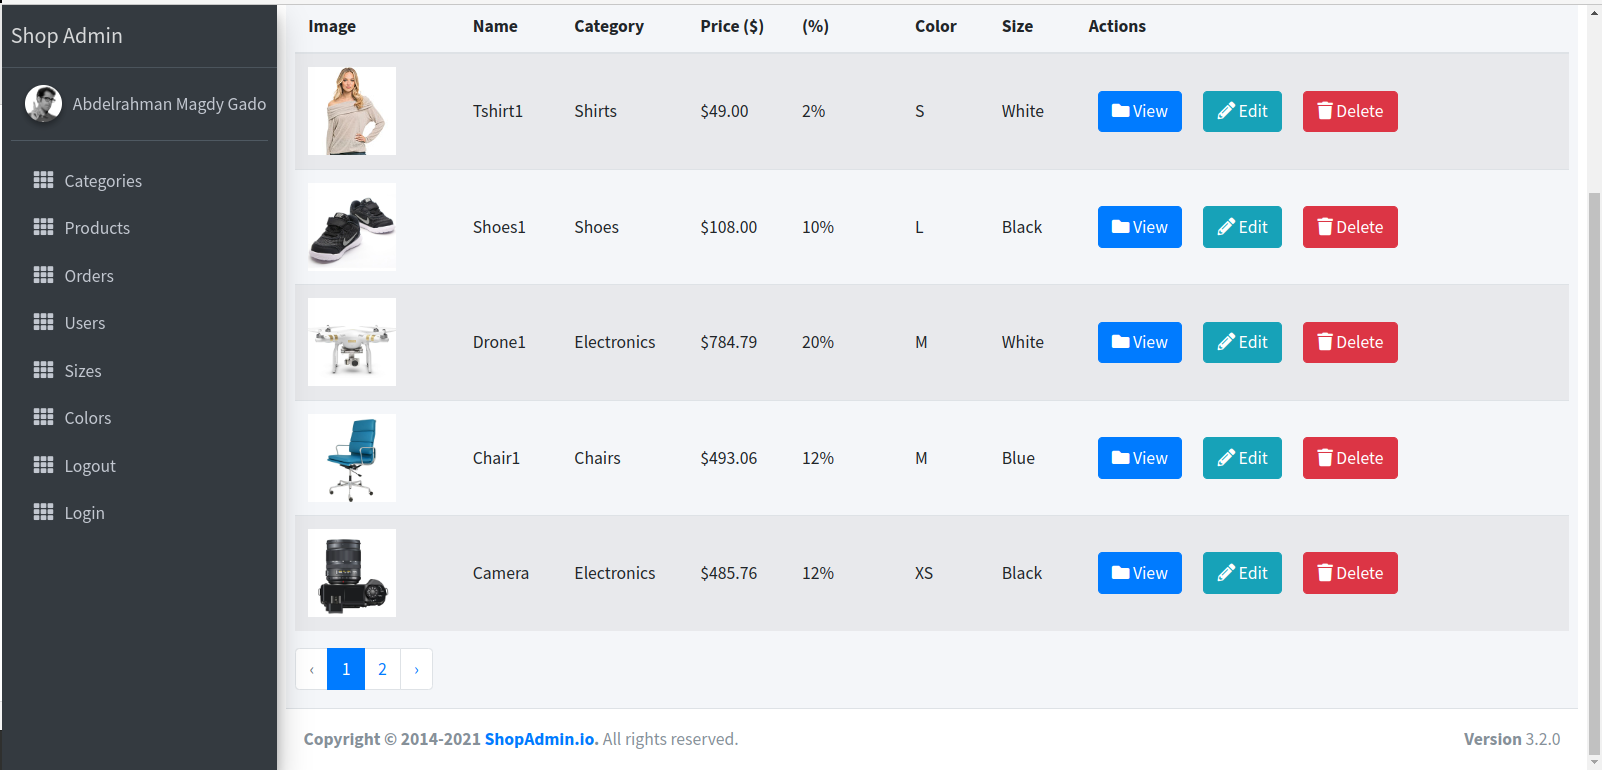 Shop Admin
Abdelrahman Magdy Gado
Categories
Products
Orders
Users
Sizes
Colors
Logout
Login
Image Name Category Price ($) (%) Color Size Actions
Tshirt1 Shirts $49.00 2% S White View Edit Delete
Shoes1 Shoes $108.00 10% L Black View Edit Delete
Drone1 Electronics $784.79 20% M White View Edit Delete
Chair1 Chairs $493.06 12% M Blue View Edit Delete
Camera Electronics $485.76 12% XS Black View Edit Delete
‹ 1 2 ›
Copyright © 2014-2021 ShopAdmin.io. All rights reserved. Version 3.2.0